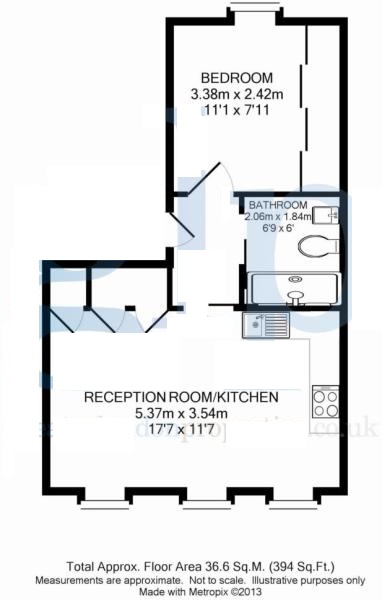 BEDROOM
3.38m x 2.42m
11'1 x 7'11
BATHROOM
2.06m x 1.84m
6'9 x 6'
RECEPTION ROOM/KITCHEN
5.37m x 3.54m
17'7 x 11'7
.co.uk
Total Approx. Floor Area 36.6 Sq.M. (394 Sq.Ft.)
Measurements are approximate. Not to scale. Illustrative purposes only
Made with Metropix ©2013